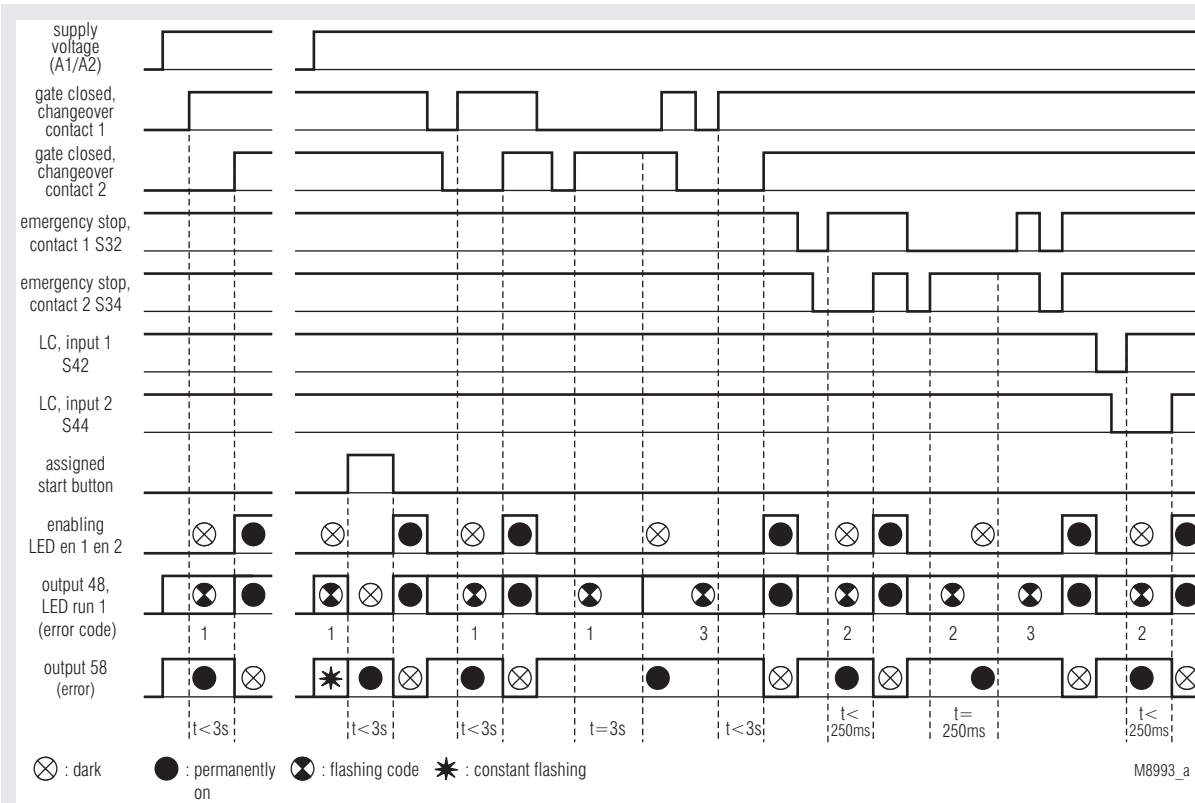 supply
voltage
(A1/A2)
gate closed,
changeover
contact 1
gate closed,
changeover
contact 2
emergency stop,
contact 1 S32
emergency stop,
contact 2 S34
LC, input 1
S42
LC, input 2
S44
assigned
start button
enabling
LED en 1 en 2
output 48,
LED run 1
(error code)
1 1 1 1 3 2 2 3 2
output 58
(error)
t<3s t<3s t<3s t=3s t<3s t< 250ms t= 250ms t< 250ms
: dark : permanently on : flashing code : constant flashing
M8993_a